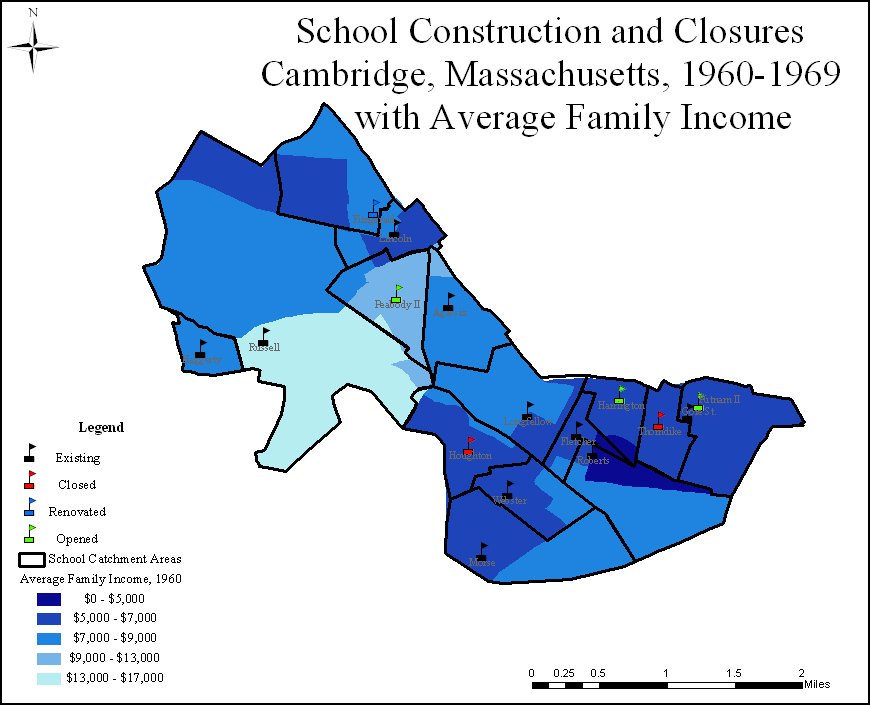 N
School Construction and Closures
Cambridge, Massachusetts, 1960-1969
with Average Family Income
Lincoln
Peabody II
Russell
Harrington
Putnam II
Longfellow
Thorndike
Fletcher
Houghton
Roberts
Webster
Morse
Legend
Existing
Closed
Renovated
Opened
School Catchment Areas
Average Family Income, 1960
$0 - $5,000
$5,000 - $7,000
$7,000 - $9,000
$9,000 - $13,000
$13,000 - $17,000
0 0.25 0.5 1 1.5 2
Miles